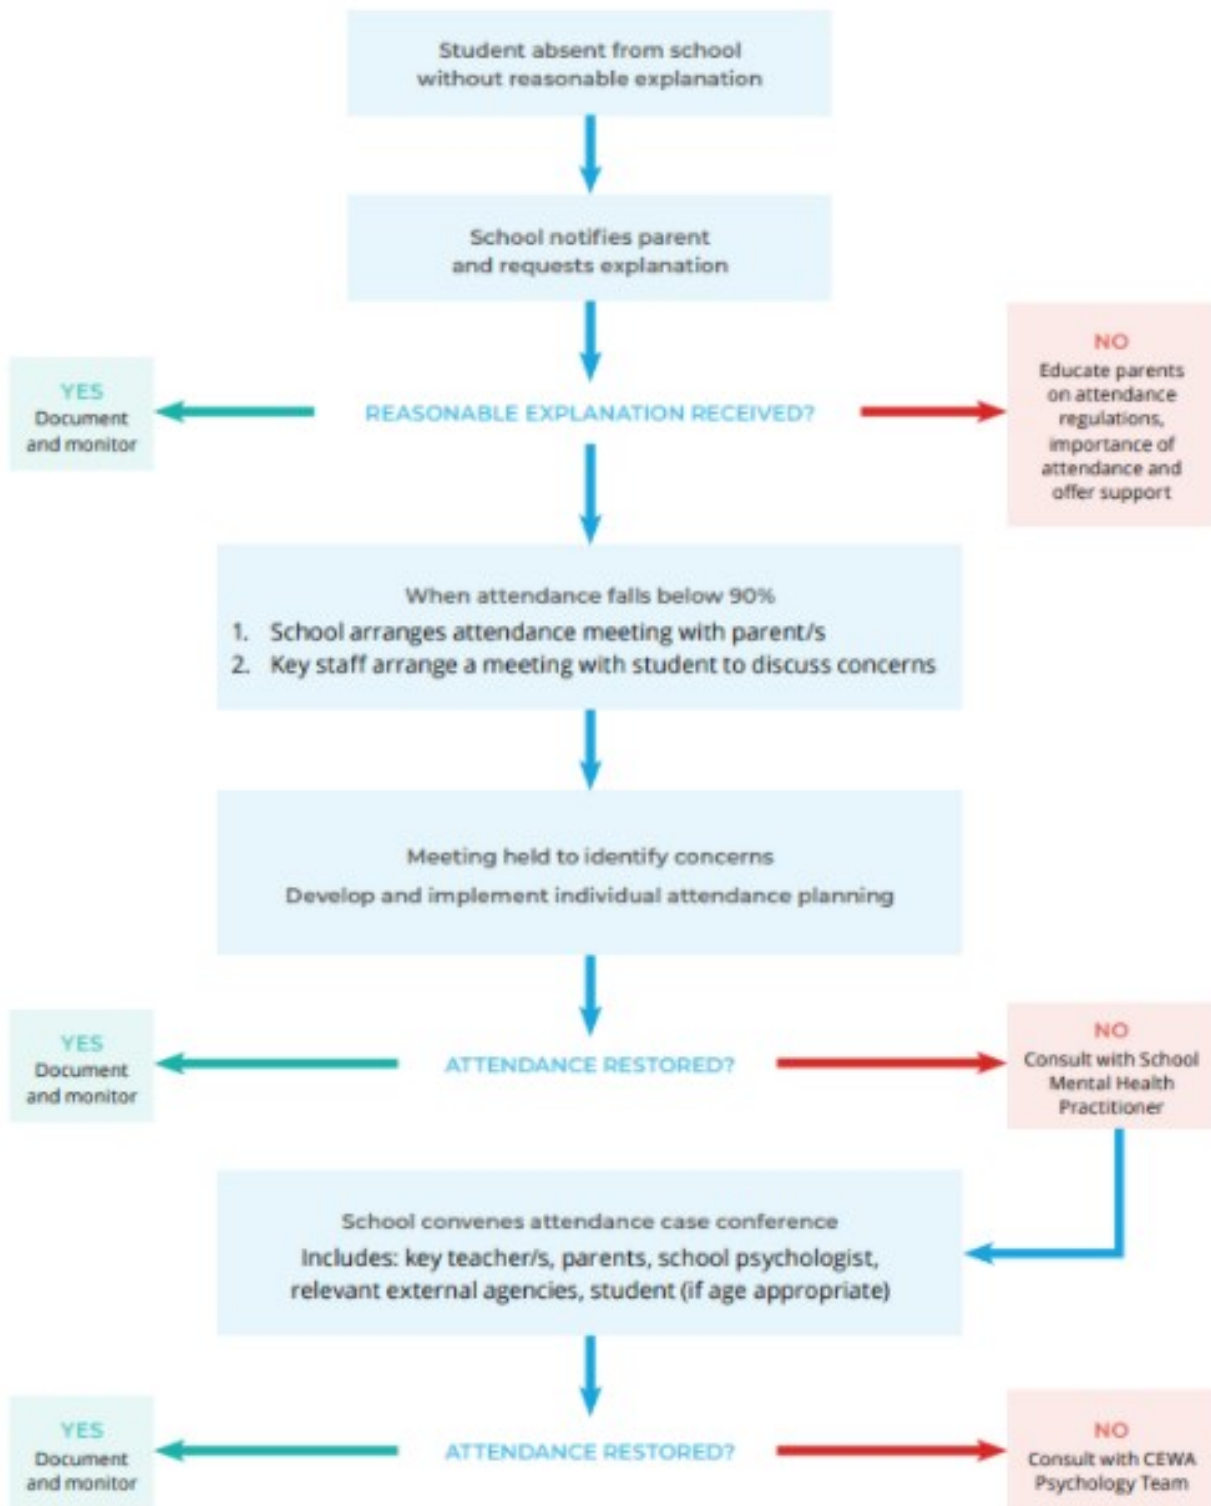 Student absent from school
without reasonable explanation
School notifies parent
and requests explanation
YES
Document
and monitor
REASONABLE EXPLANATION RECEIVED?
NO
Educate parents
on attendance
regulations,
importance of
attendance and
offer support
When attendance falls below 90%
1. School arranges attendance meeting with parent/s
2. Key staff arrange a meeting with student to discuss concerns
Meeting held to identify concerns
Develop and implement individual attendance planning
YES
Document
and monitor
ATTENDANCE RESTORED?
NO
Consult with School
Mental Health
Practitioner
School convenes attendance case conference
Includes: key teacher/s, parents, school psychologist,
relevant external agencies, student (if age appropriate)
YES
Document
and monitor
ATTENDANCE RESTORED?
NO
Consult with CEWA
Psychology Team